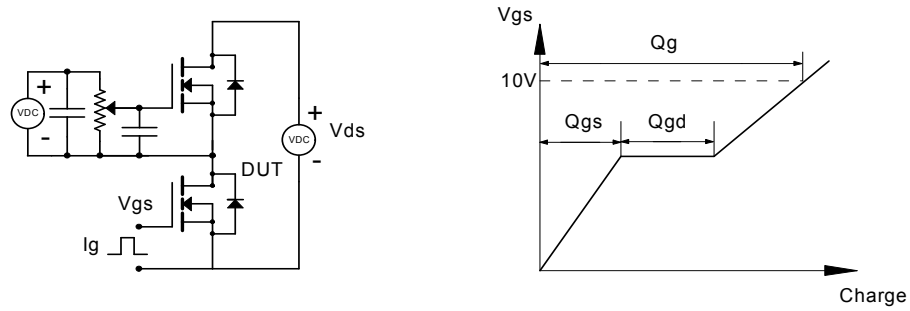 +
VDC
-
+
VDC
-
Vds
DUT
Vgs
Ig
Vgs
Qg
10V
Qgs
Qgd
Charge